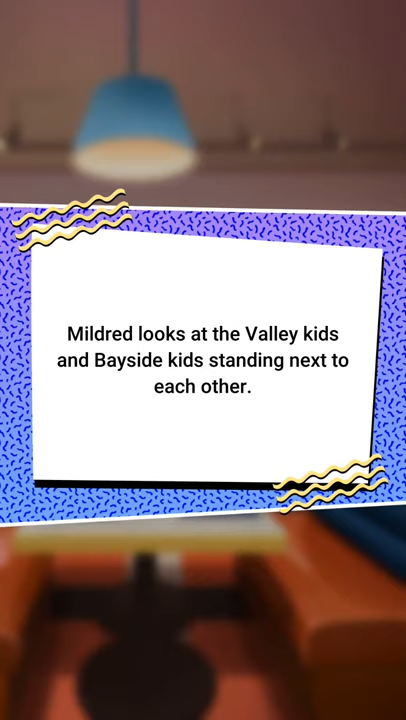 Mildred looks at the Valley kids
and Bayside kids standing next to
each other.